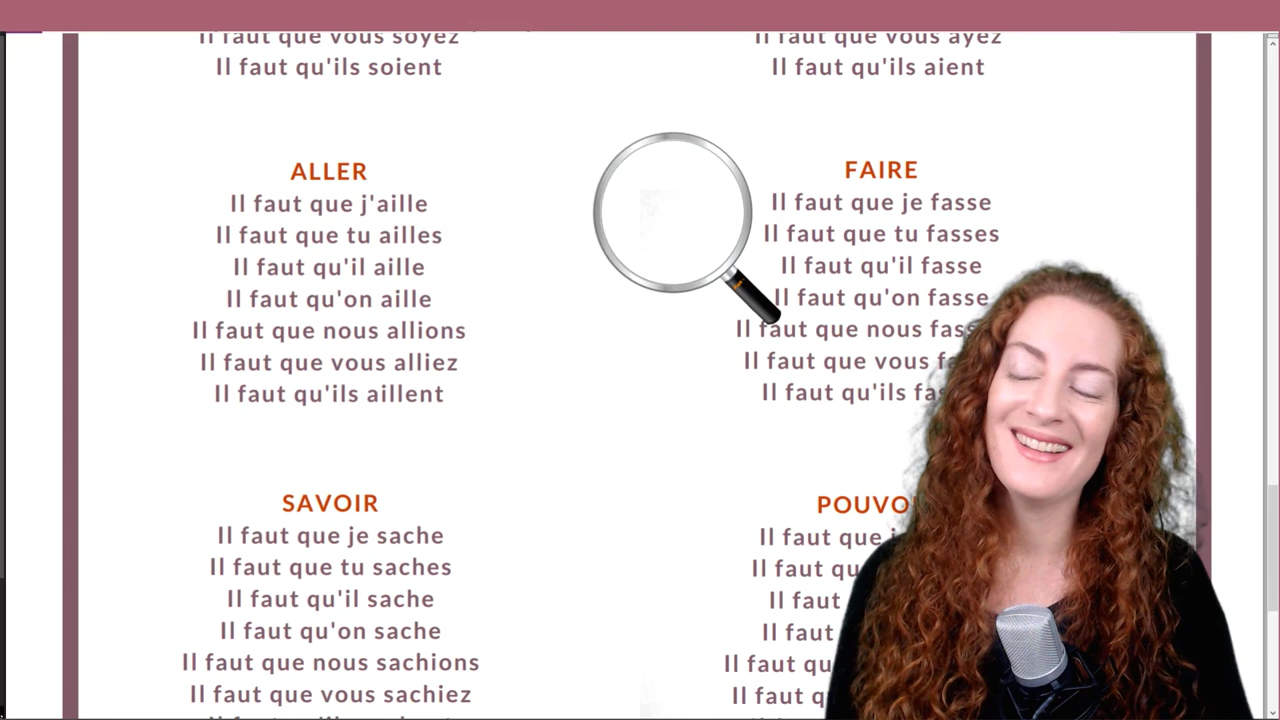 Il faut que vous soyez
Il faut qu'ils soient
Il faut que vous ayez
Il faut qu'ils aient
ALLER
Il faut que j'aille
Il faut que tu ailles
Il faut qu'il aille
Il faut qu'on aille
Il faut que nous allions
Il faut que vous alliez
Il faut qu'ils aillent
FAIRE
Il faut que je fasse
Il faut que tu fasses
Il faut qu'il fasse
Il faut qu'on fasse
Il faut que nous
Il faut que vous
Il faut qu'ils
SAVOIR
Il faut que je sache
Il faut que tu saches
Il faut qu'il sache
Il faut qu'on sache
Il faut que nous sachions
Il faut que vous sachiez
Il faut que
Il faut
Il faut
Il faut
Il faut
Il faut